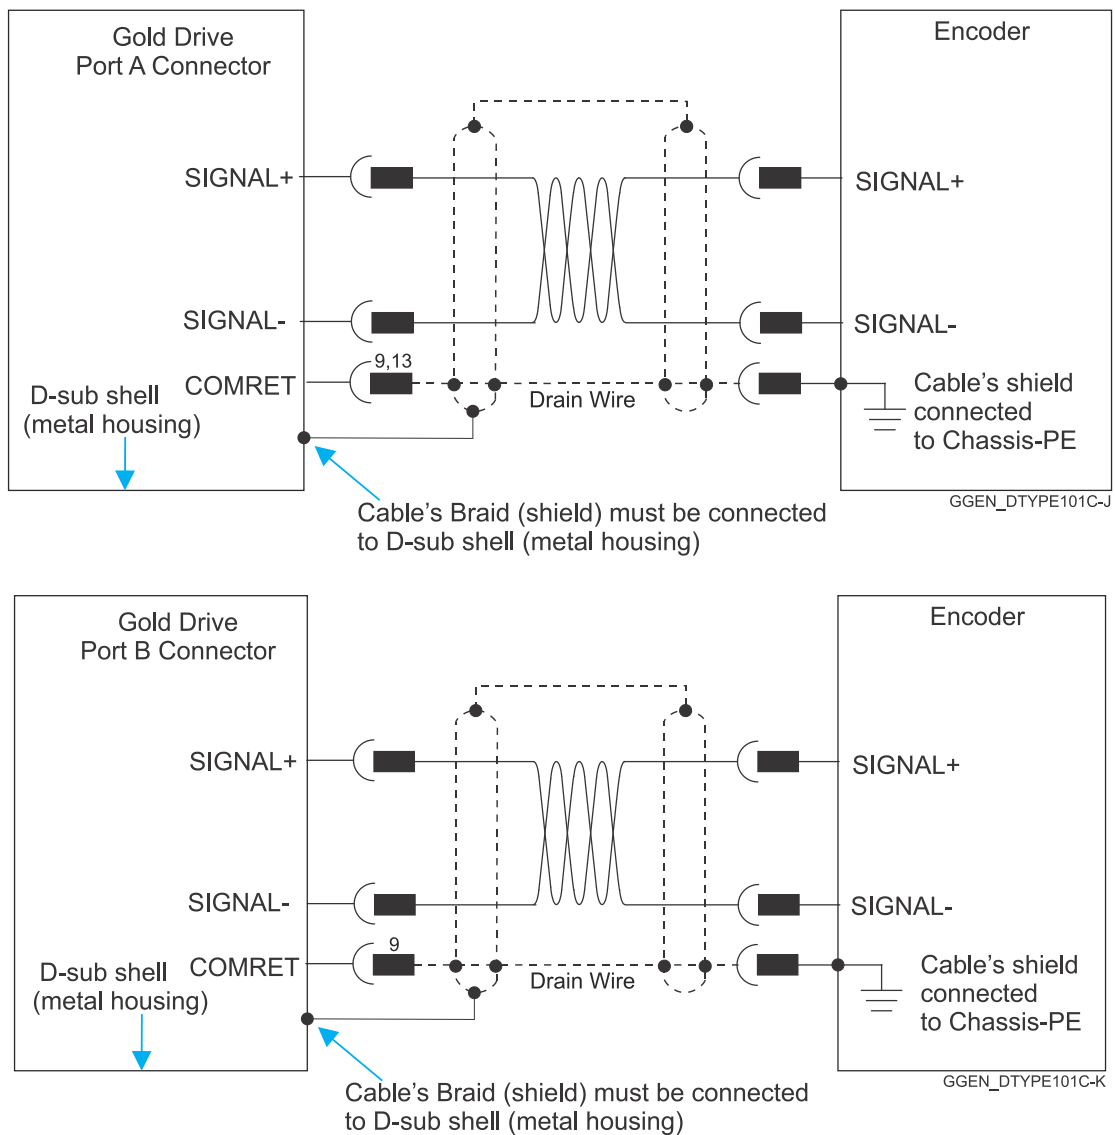 Gold Drive
Port A Connector
Encoder
SIGNAL+
SIGNAL+
SIGNAL-
SIGNAL-
9,13
COMRET
Drain Wire
D-sub shell
(metal housing)
Cable's shield
connected
to Chassis-PE
GGEN_DTYPE101C-J
Cable's Braid (shield) must be connected
to D-sub shell (metal housing)
Gold Drive
Port B Connector
Encoder
SIGNAL+
SIGNAL+
SIGNAL-
SIGNAL-
9
COMRET
Drain Wire
D-sub shell
(metal housing)
Cable's shield
connected
to Chassis-PE
GGEN_DTYPE101C-K
Cable's Braid (shield) must be connected
to D-sub shell (metal housing)